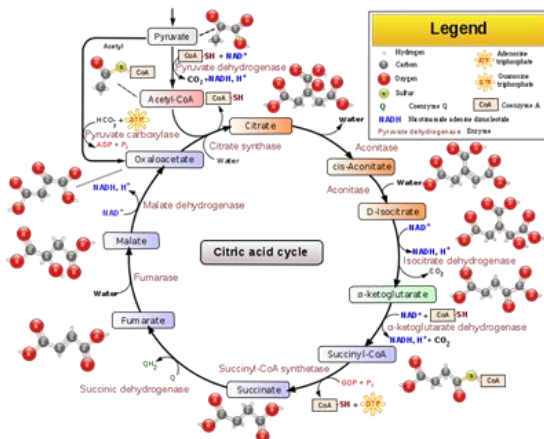 Legend
Hydrogen
Carbon
Oxygen
Sulfur
Q Coenzyme Q
NADH Nicotinamide adenine dinucleotide
Pyruvate dehydrogenase Enzyme
ATP Adenosine triphosphate
GTP Guanosine triphosphate
CoA Coenzyme A
Pyruvate
Acetyl
CoA-SH + NAD⁺
Pyruvate dehydrogenase
CO₂+NADH, H⁺
S CoA
Acetyl-CoA
CoA-SH
HCO₃ + ATP
Pyruvate carboxylase
ADP + Pᵢ
Citrate
Citrate synthase
Water
Oxaloacetate
Water
Aconitase
cis-Aconitate
Aconitase
Water
D-Isocitrate
NAD⁺
NADH, H⁺
Isocitrate dehydrogenase
CO₂
α-ketoglutarate
NAD⁺ + CoA-SH
α-ketoglutarate dehydrogenase
NADH, H⁺ + CO₂
Succinyl-CoA
S CoA
Succinyl-CoA synthetase
GDP + Pᵢ
CoA-SH + GTP
Succinate
QH₂
Q
Succinic dehydrogenase
Fumarate
Water
Fumarase
Malate
NAD⁺
Malate dehydrogenase
NADH, H⁺
Citric acid cycle